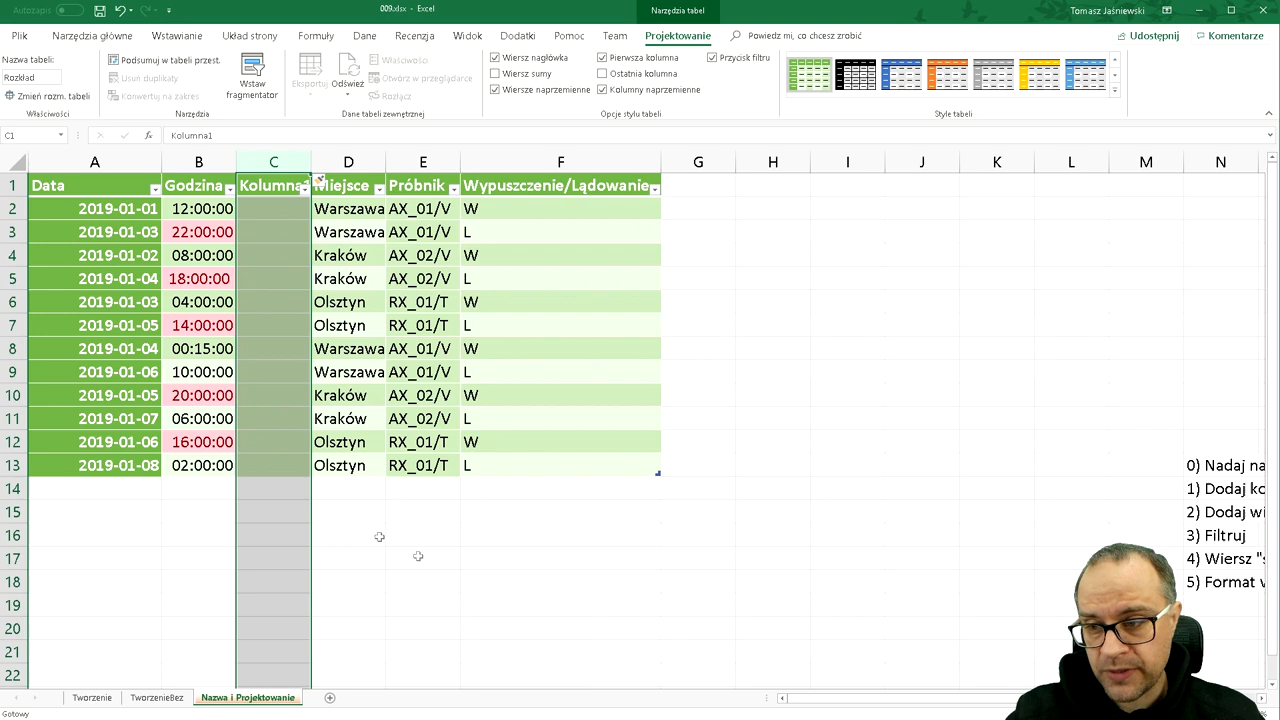 Autozapis
009.xlsx - Excel
Narzędzia tabel
Tomasz Jaśniewski
Plik Narzędzia główne Wstawianie Układ strony Formuły Dane Recenzja Widok Dodatki Pomoc Team Projektowanie Powiedz mi, co chcesz zrobić Udostępnij Komentarze
Nazwa tabeli:
Rozkład
Zmień rozm. tabeli
Właściwości
Podsumuj w tabeli przest.
Usuń duplikaty
Konwertuj na zakres
Wstaw fragmentator
Narzędzia
Eksportuj Odśwież
Właściwości
Otwórz w przeglądarce
Rozłącz
Dane tabeli zewnętrznej
Wiersz nagłówka Pierwsza kolumna Przycisk filtru
Wiersz sumy Ostatnia kolumna
Wiersze naprzemienne Kolumny naprzemienne
Opcje stylu tabeli
Style tabeli
C1 fx Kolumna1
A B C D E F G H I J K L M N
1 Data Godzina Kolumna1 Miejsce Próbnik Wypuszczenie/Lądowanie
2 2019-01-01 12:00:00 Warszawa AX_01/V W
3 2019-01-03 22:00:00 Warszawa AX_01/V L
4 2019-01-02 08:00:00 Kraków AX_02/V W
5 2019-01-04 18:00:00 Kraków AX_02/V L
6 2019-01-03 04:00:00 Olsztyn RX_01/T W
7 2019-01-05 14:00:00 Olsztyn RX_01/T L
8 2019-01-04 00:15:00 Warszawa AX_01/V W
9 2019-01-06 10:00:00 Warszawa AX_01/V L
10 2019-01-05 20:00:00 Kraków AX_02/V W
11 2019-01-07 06:00:00 Kraków AX_02/V L
12 2019-01-06 16:00:00 Olsztyn RX_01/T W
13 2019-01-08 02:00:00 Olsztyn RX_01/T L 0) Nadaj na
14 1) Dodaj ko
15 2) Dodaj wi
16 3) Filtruj
17 4) Wiersz "s
18 5) Format w
19
20
21
22
Tworzenie TworzenieBez Nazwa i Projektowanie
Gotowy